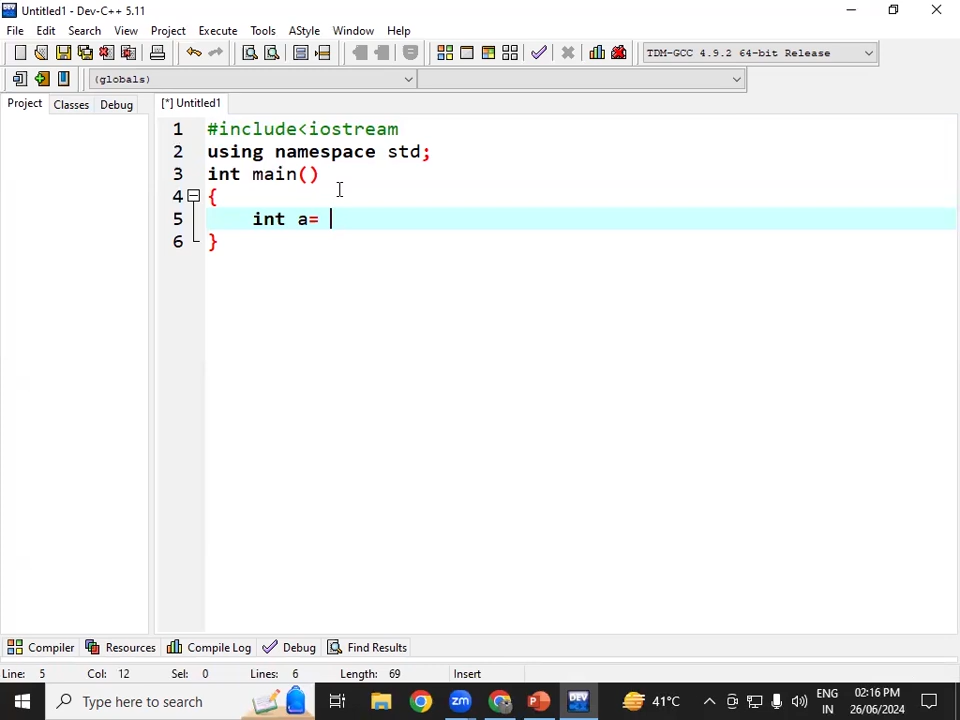 Untitled1 - Dev-C++ 5.11
File Edit Search View Project Execute Tools AStyle Window Help
TDM-GCC 4.9.2 64-bit Release
(globals)
Project Classes Debug [*] Untitled1
1 #include<iostream
2 using namespace std;
3 int main()
4 {
5 int a=
6 }
Compiler Resources Compile Log Debug Find Results
Line: 5 Col: 12 Sel: 0 Lines: 6 Length: 69 Insert
Type here to search zm DEV 41°C ENG IN 02:16 PM 26/06/2024